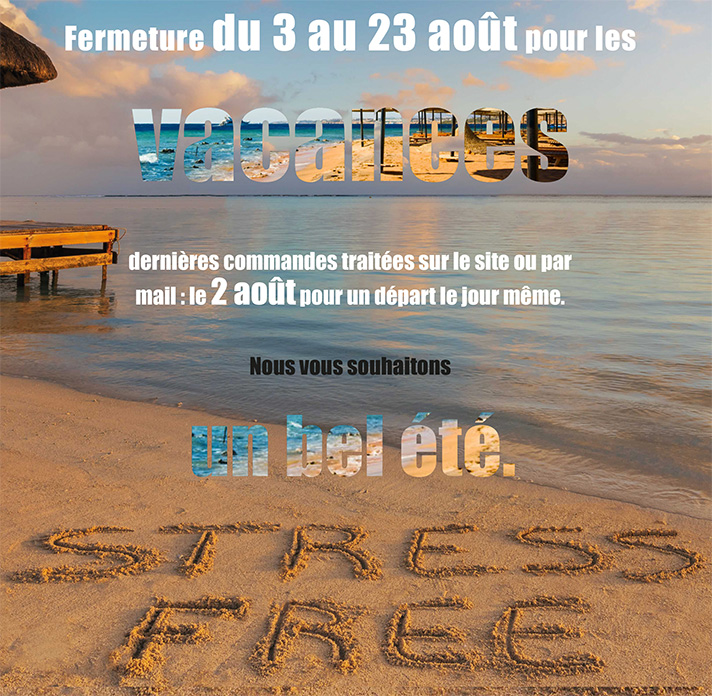 Fermeture du 3 au 23 août pour les
vacances
dernières commandes traitées sur le site ou par
mail : le 2 août pour un départ le jour même.
Nous vous souhaitons
un bel été.
STRESS
FREE